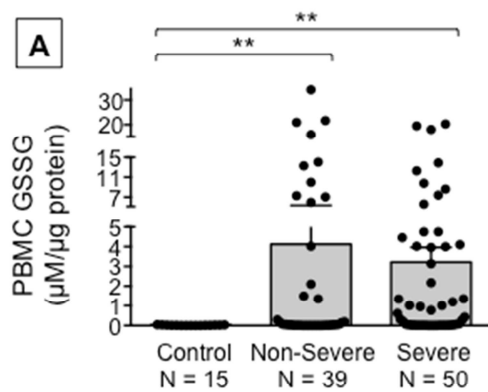 A
**
**
PBMC GSSG
(μM/μg protein)
30
20
15
11
7
5
4
3
2
1
0
Control Non-Severe Severe
N = 15 N = 39 N = 50